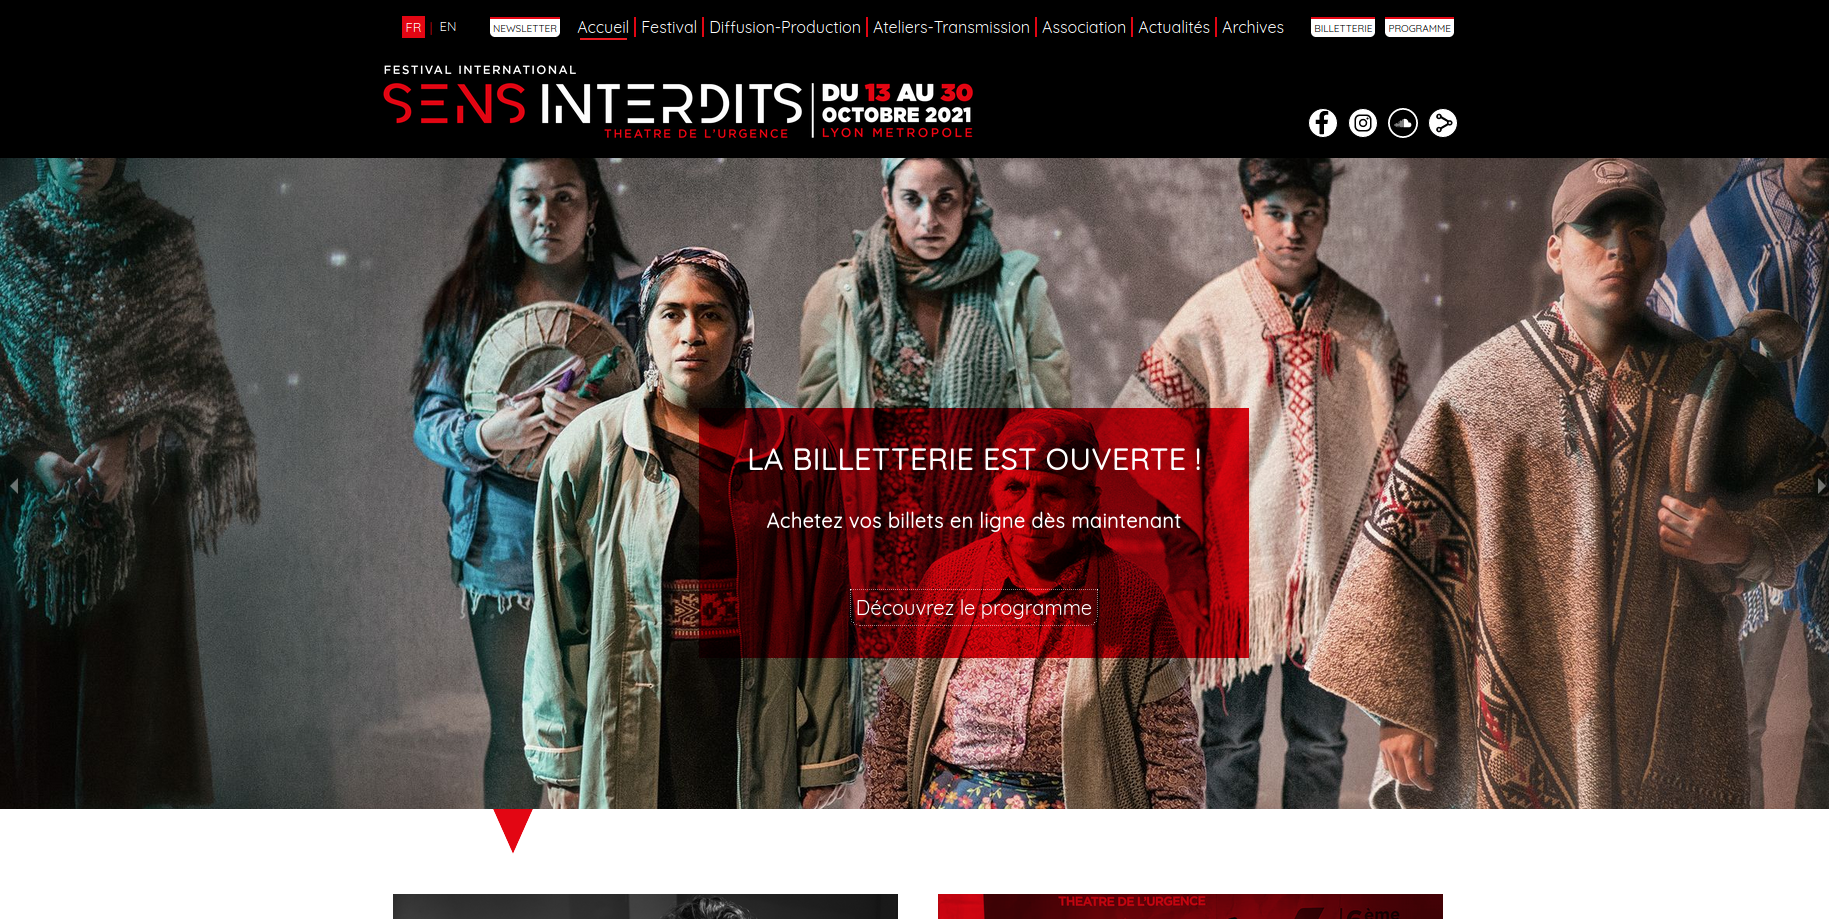 FR | EN
NEWSLETTER
Accueil | Festival | Diffusion-Production | Ateliers-Transmission | Association | Actualités | Archives
BILLETTERIE
PROGRAMME
FESTIVAL INTERNATIONAL
SENS INTERDITS
THEATRE DE L'URGENCE
DU 13 AU 30
OCTOBRE 2021
LYON METROPOLE
LA BILLETTERIE EST OUVERTE !
Achetez vos billets en ligne dès maintenant
Découvrez le programme
THEATRE DE L'URGENCE